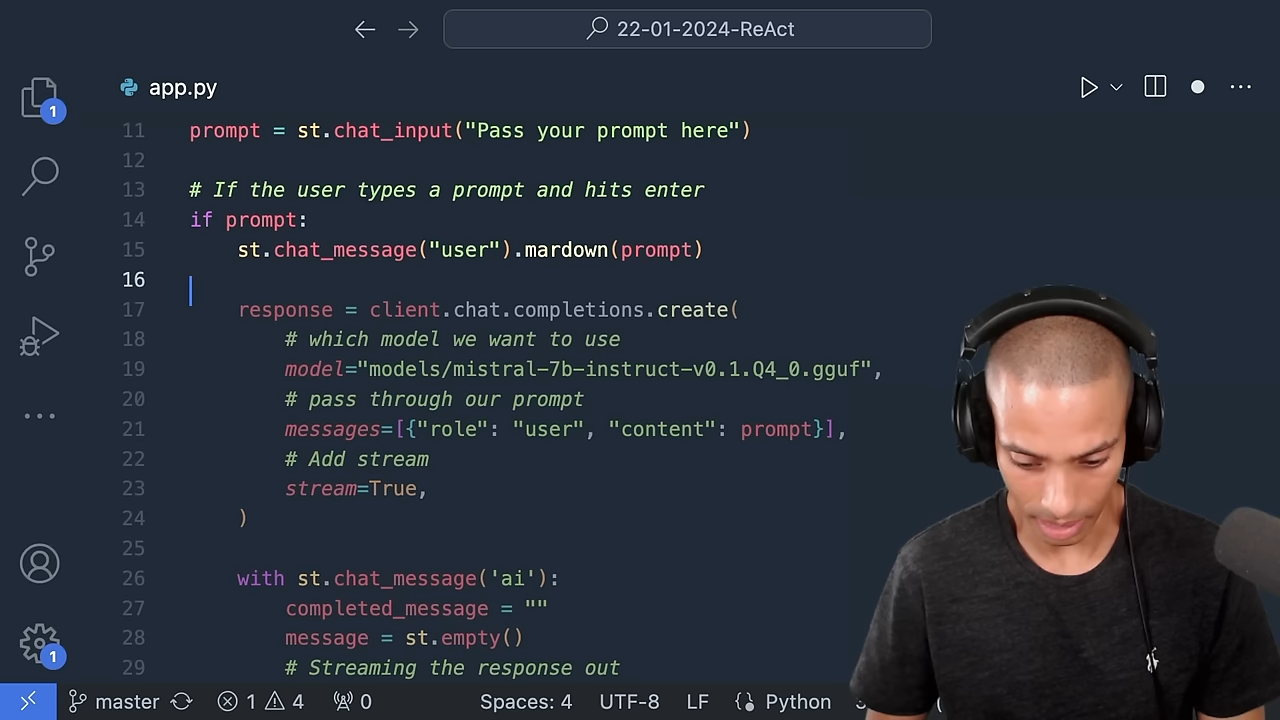 22-01-2024-ReAct
1
app.py
11 prompt = st.chat_input("Pass your prompt here")
12
13 # If the user types a prompt and hits enter
14 if prompt:
15 st.chat_message("user").mardown(prompt)
16
17 response = client.chat.completions.create(
18 # which model we want to use
19 model="models/mistral-7b-instruct-v0.1.Q4_0.gguf",
20 # pass through our prompt
21 messages=[{"role": "user", "content": prompt}],
22 # Add stream
23 stream=True,
24 )
25
26 with st.chat_message('ai'):
27 completed_message = ""
28 message = st.empty()
29 # Streaming the response out
1
master 1 4 0 Spaces: 4 UTF-8 LF Python